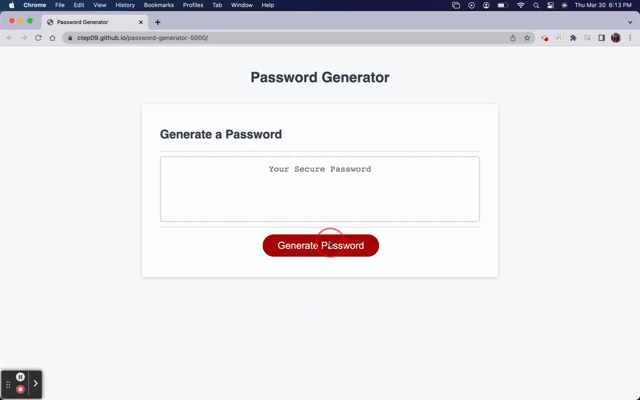 Chrome File Edit View History Bookmarks Profiles Tab Window Help Thu Mar 30 6:13 PM
Password Generator
ctep09.github.io/password-generator-5000/
Password Generator
Generate a Password
Your Secure Password
Generate Password